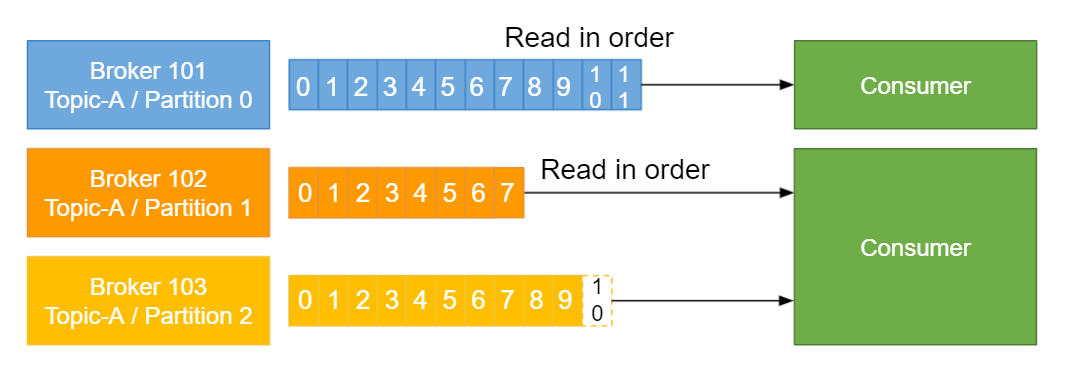 Read in order
Broker 101
Topic-A / Partition 0
0 1 2 3 4 5 6 7 8 9 10 11
Consumer
Broker 102
Topic-A / Partition 1
0 1 2 3 4 5 6 7
Read in order
Broker 103
Topic-A / Partition 2
0 1 2 3 4 5 6 7 8 9 10
Consumer